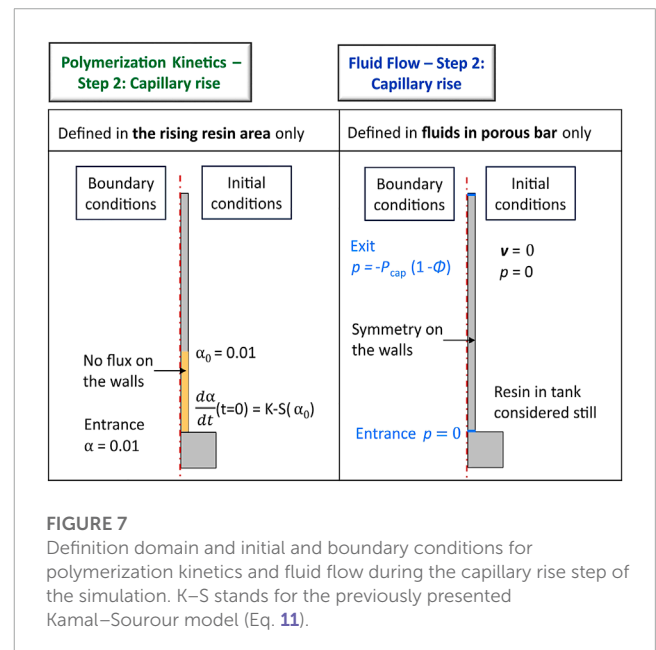 Polymerization Kinetics –
Step 2: Capillary rise
Fluid Flow – Step 2:
Capillary rise
Defined in the rising resin area only
Defined in fluids in porous bar only
Boundary
conditions
Initial
conditions
No flux on
the walls
Entrance
α = 0.01
α₀ = 0.01
dα/dt (t=0) = K-S( α₀)
Boundary
conditions
Initial
conditions
Exit
p = -P_cap (1-Φ)
v = 0
p = 0
Symmetry on
the walls
Resin in tank
considered still
Entrance p = 0
FIGURE 7
Definition domain and initial and boundary conditions for
polymerization kinetics and fluid flow during the capillary rise step of
the simulation. K–S stands for the previously presented
Kamal–Sourour model (Eq. 11).